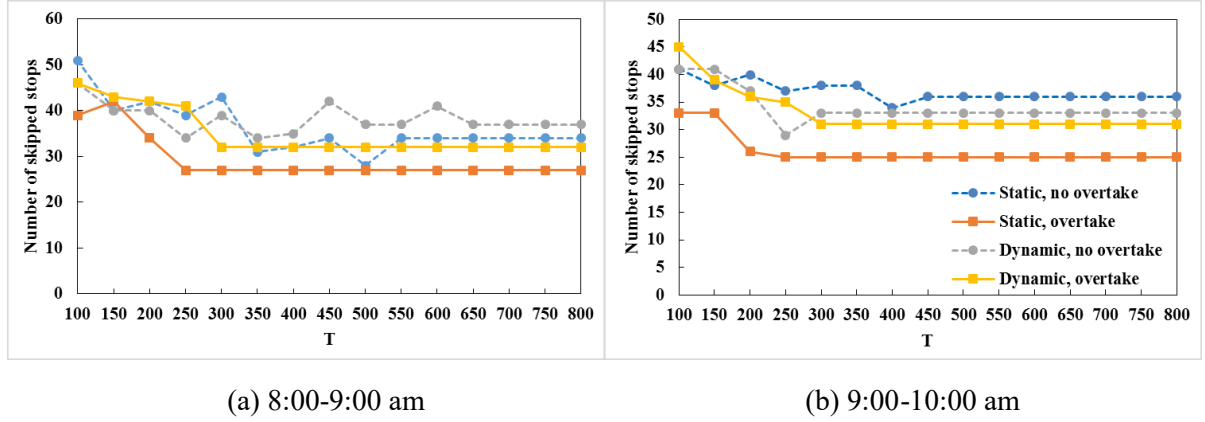 60
50
40
30
20
10
0
Number of skipped stops
100 150 200 250 300 350 400 450 500 550 600 650 700 750 800
T
50
45
40
35
30
25
20
15
10
5
0
Number of skipped stops
Static, no overtake
Static, overtake
Dynamic, no overtake
Dynamic, overtake
100 150 200 250 300 350 400 450 500 550 600 650 700 750 800
T
(a) 8:00-9:00 am
(b) 9:00-10:00 am